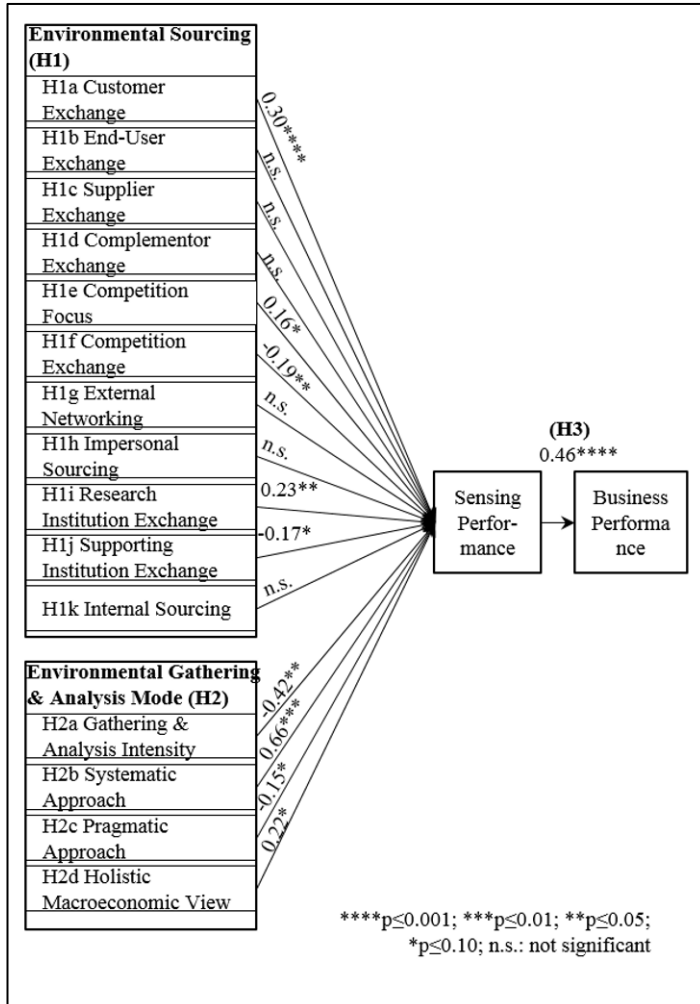 Environmental Sourcing
(H1)
H1a Customer
Exchange
H1b End-User
Exchange
H1c Supplier
Exchange
H1d Complementor
Exchange
H1e Competition
Focus
H1f Competition
Exchange
H1g External
Networking
H1h Impersonal
Sourcing
H1i Research
Institution Exchange
H1j Supporting
Institution Exchange
H1k Internal Sourcing
0.30****
n.s.
n.s.
n.s.
0.16*
-0.19**
n.s.
n.s.
0.23**
-0.17*
n.s.
Environmental Gathering
& Analysis Mode (H2)
H2a Gathering &
Analysis Intensity
H2b Systematic
Approach
H2c Pragmatic
Approach
H2d Holistic
Macroeconomic View
-0.42**
0.66***
-0.15*
0.22*
Sensing
Perfor-
mance
(H3)
0.46****
Business
Performa
nce
****p≤0.001; ***p≤0.01; **p≤0.05;
*p≤0.10; n.s.: not significant